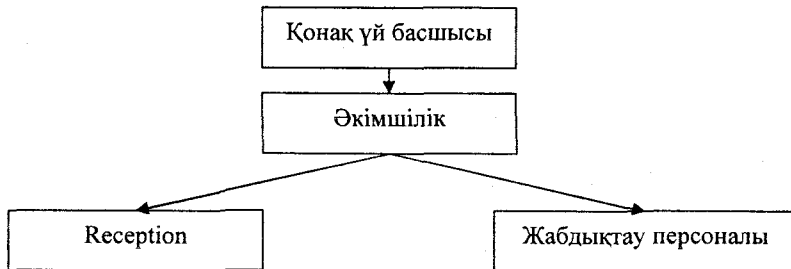 Қонақ үй басшысы
Әкімшілік
Reception
Жабдықтау персоналы